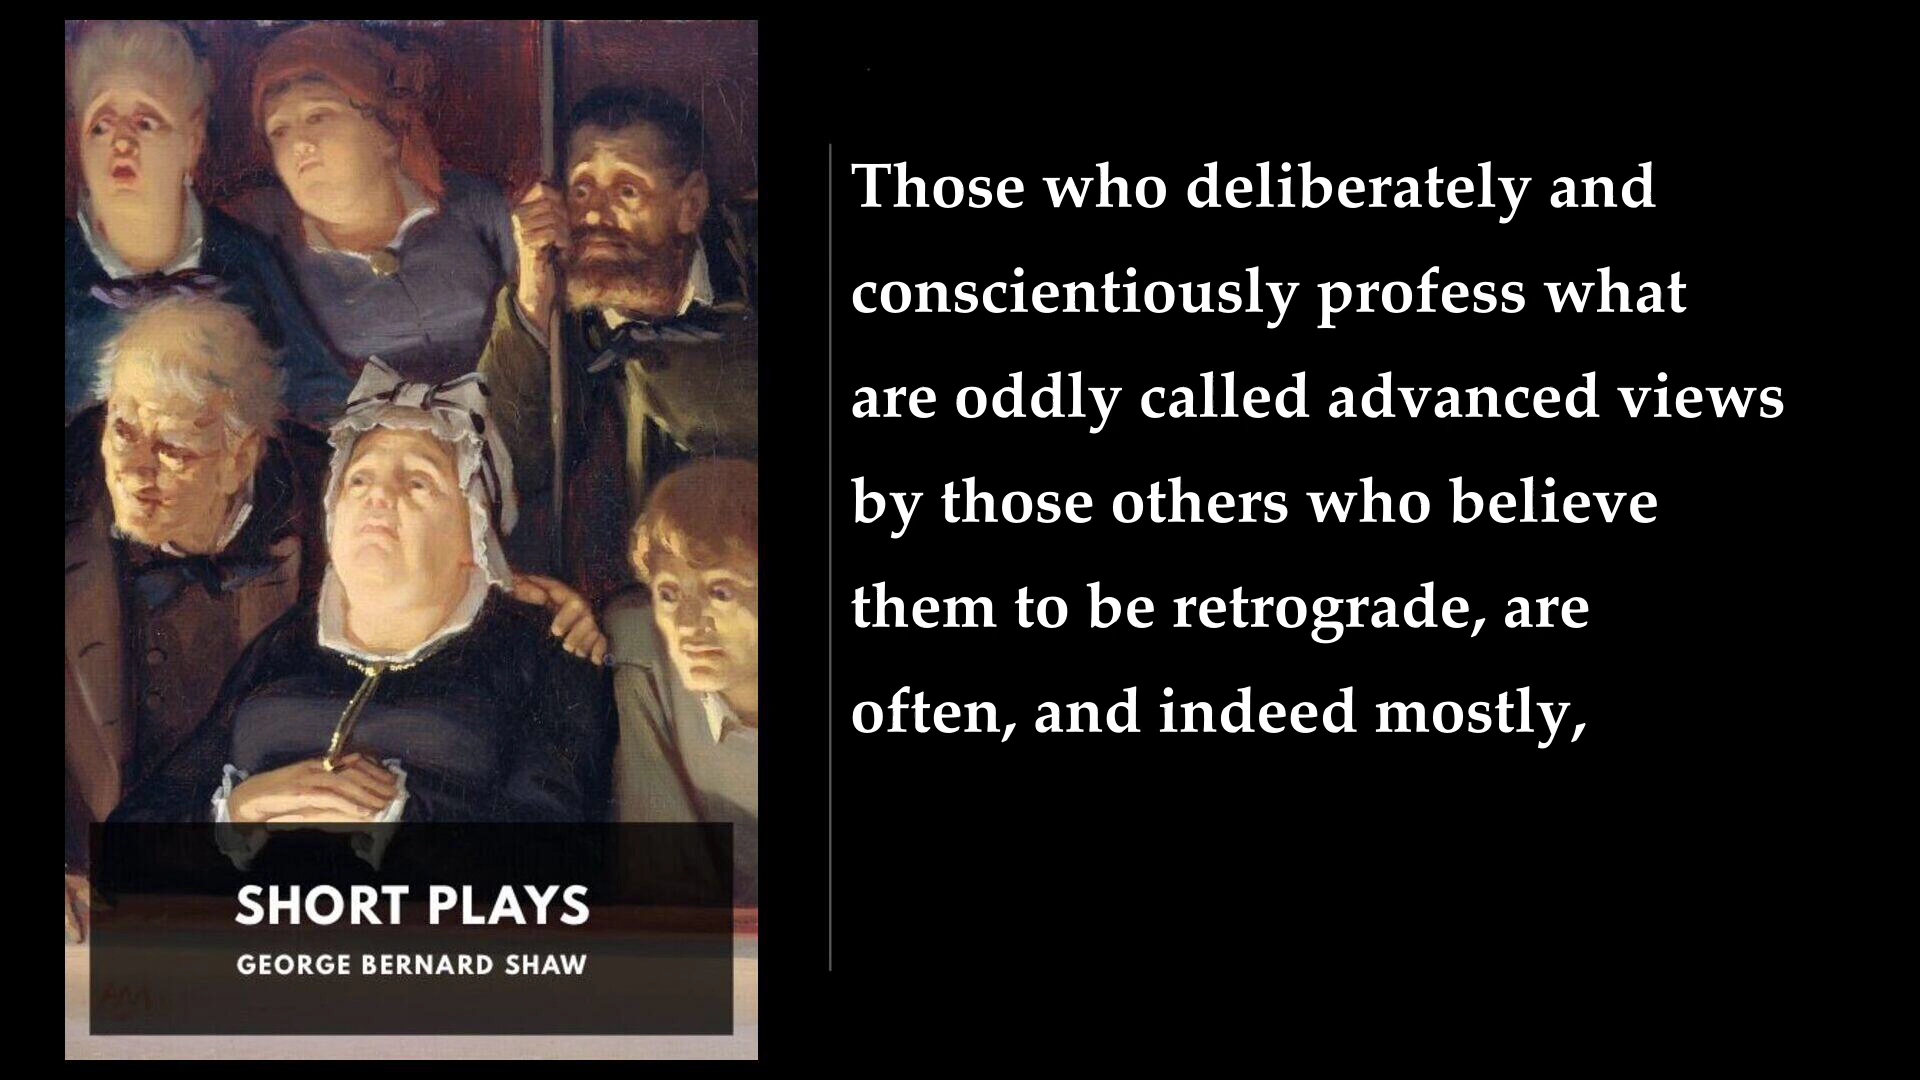 Those who deliberately and
conscientiously profess what
are oddly called advanced views
by those others who believe
them to be retrograde, are
often, and indeed mostly,
SHORT PLAYS
GEORGE BERNARD SHAW